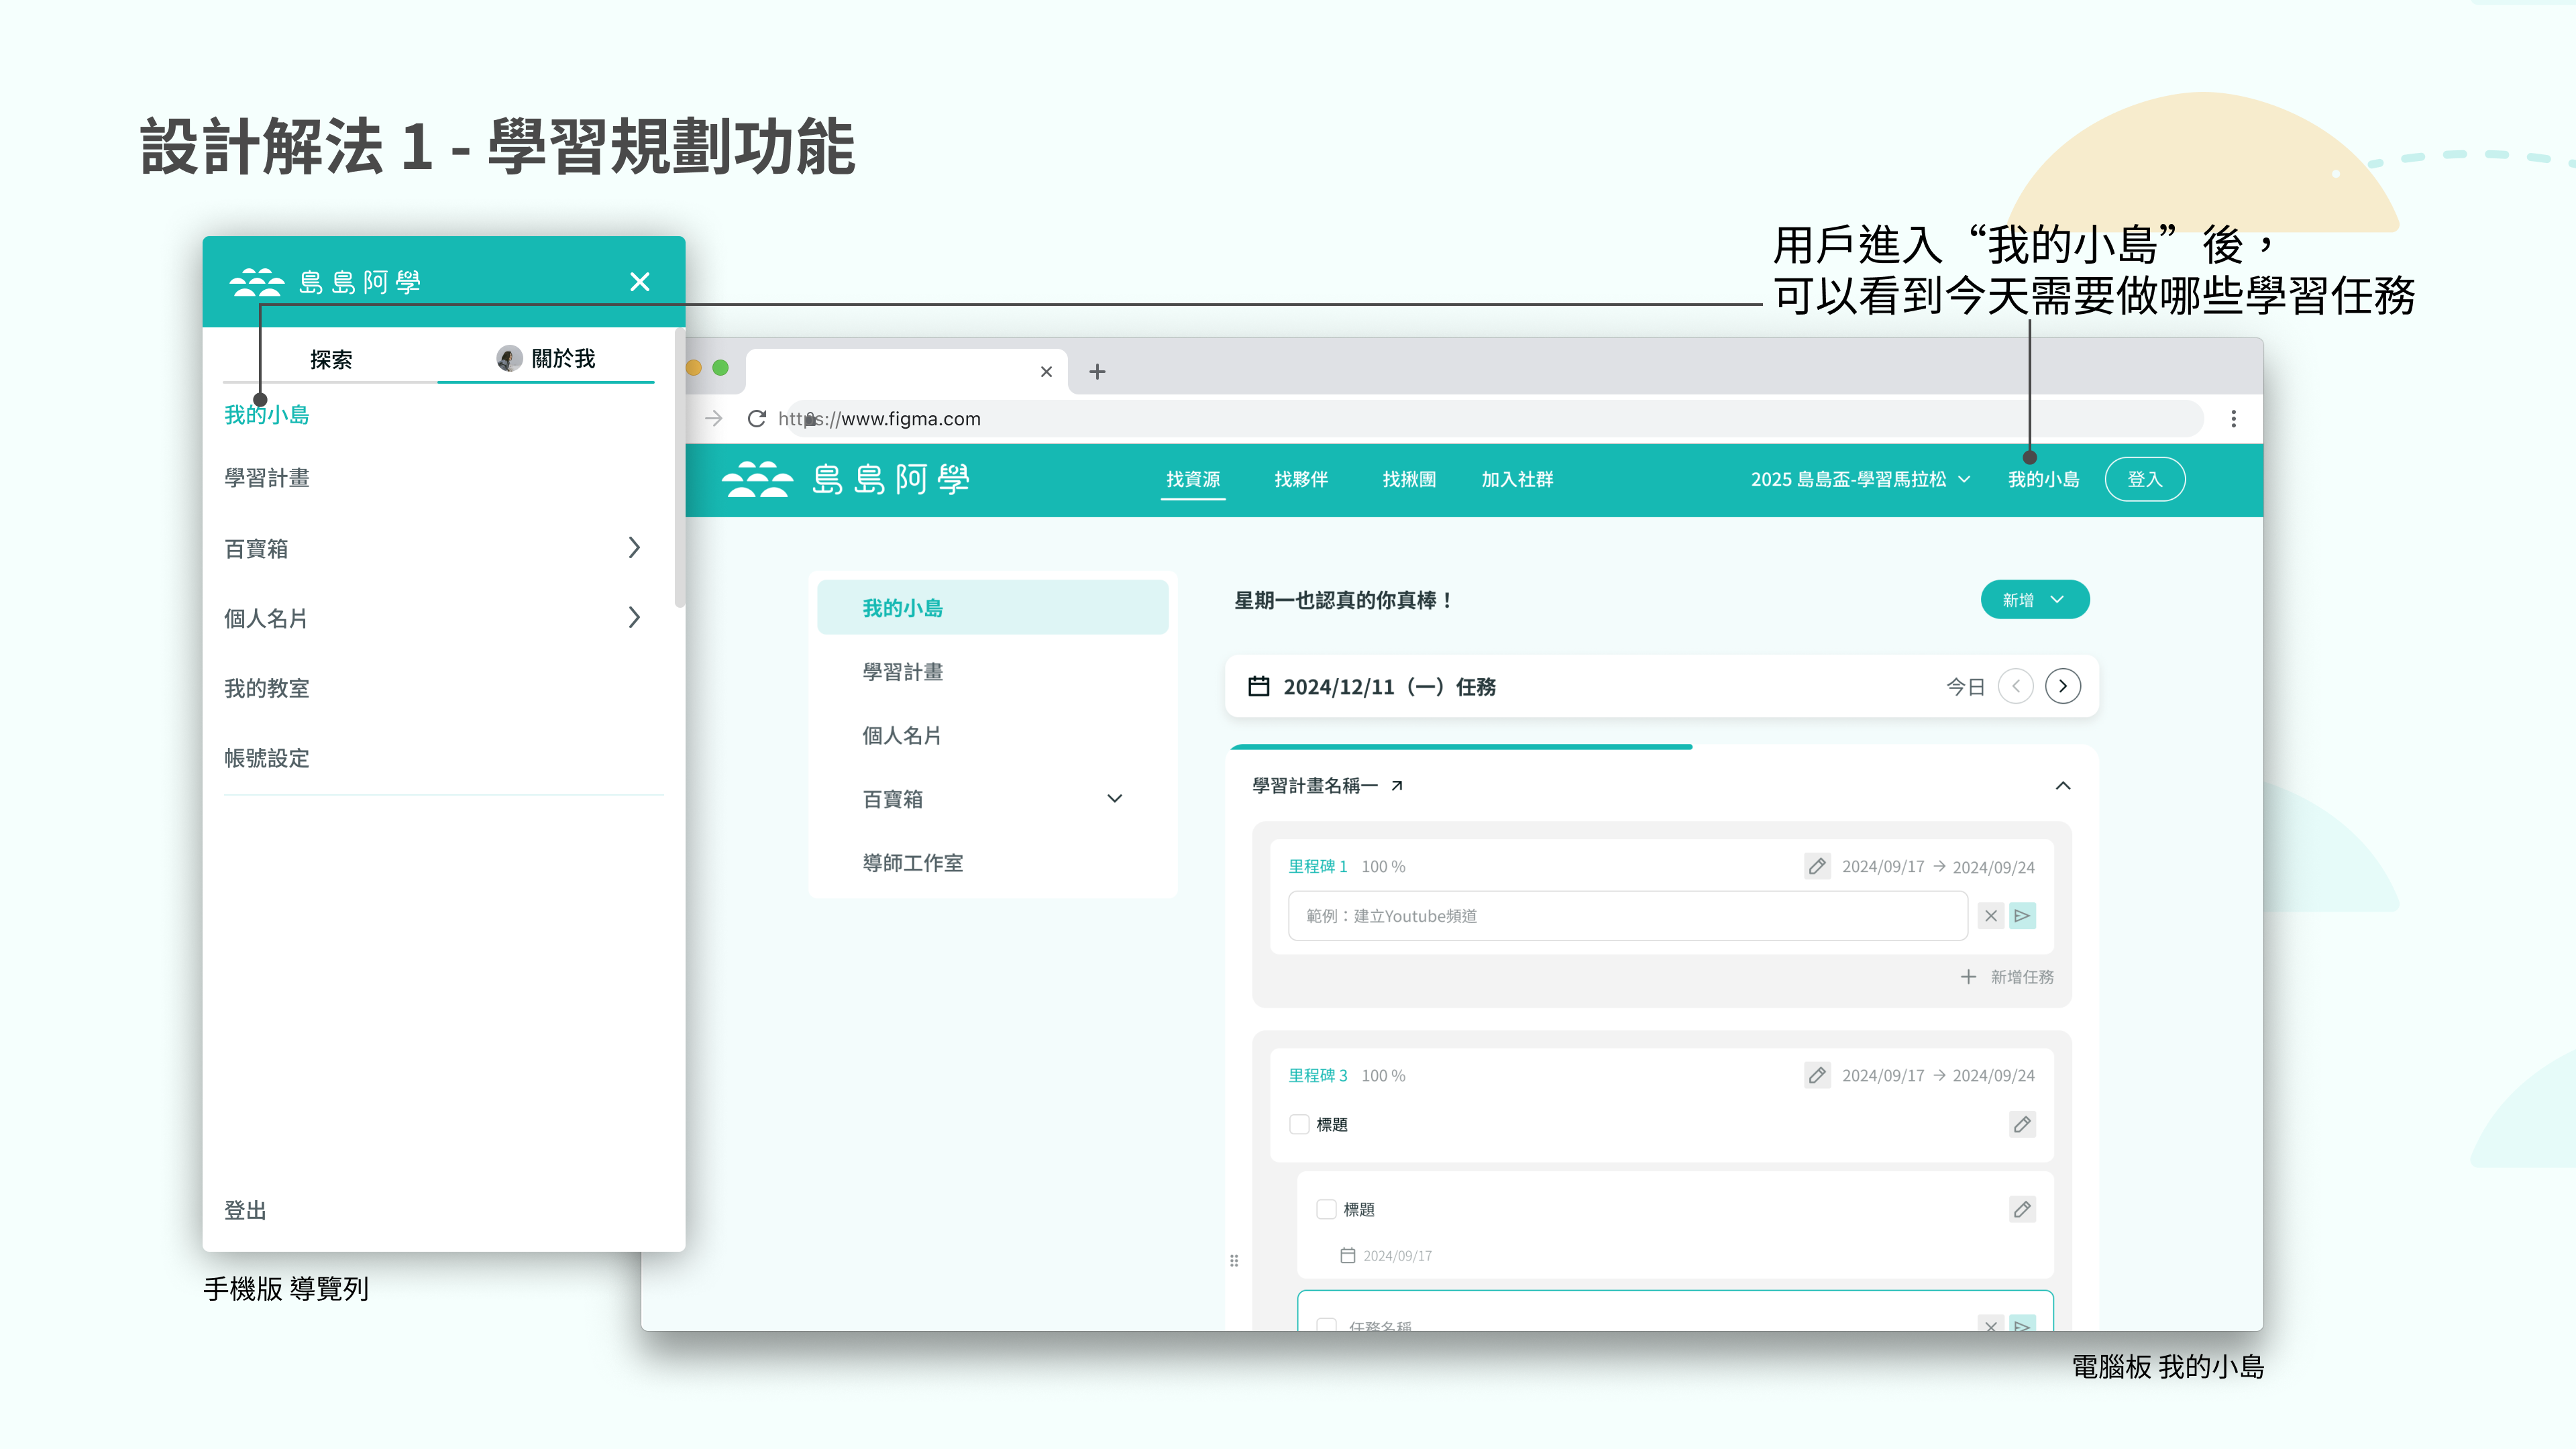 設計解法 1 - 學習規劃功能
用戶進入“我的小島”後，
可以看到今天需要做哪些學習任務
島島阿學
探索
關於我
我的小島
學習計畫
百寶箱
個人名片
我的教室
帳號設定
登出
手機版 導覽列
https://www.figma.com
島島阿學
找資源
找夥伴
找揪團
加入社群
2025 島島盃-學習馬拉松
我的小島
登入
我的小島
學習計畫
個人名片
百寶箱
導師工作室
星期一也認真的你真棒！
新增
2024/12/11（一）任務
今日
學習計畫名稱一
里程碑 1 100 %
2024/09/17 → 2024/09/24
範例：建立Youtube頻道
新增任務
里程碑 3 100 %
2024/09/17 → 2024/09/24
標題
標題
2024/09/17
任務名稱
電腦板 我的小島